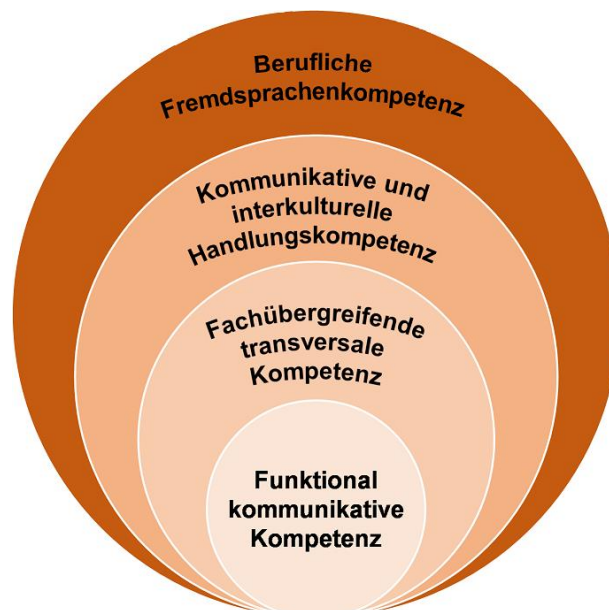 Berufliche
Fremdsprachenkompetenz
Kommunikative und
interkulturelle
Handlungskompetenz
Fachübergreifende
transversale
Kompetenz
Funktional
kommunikative
Kompetenz